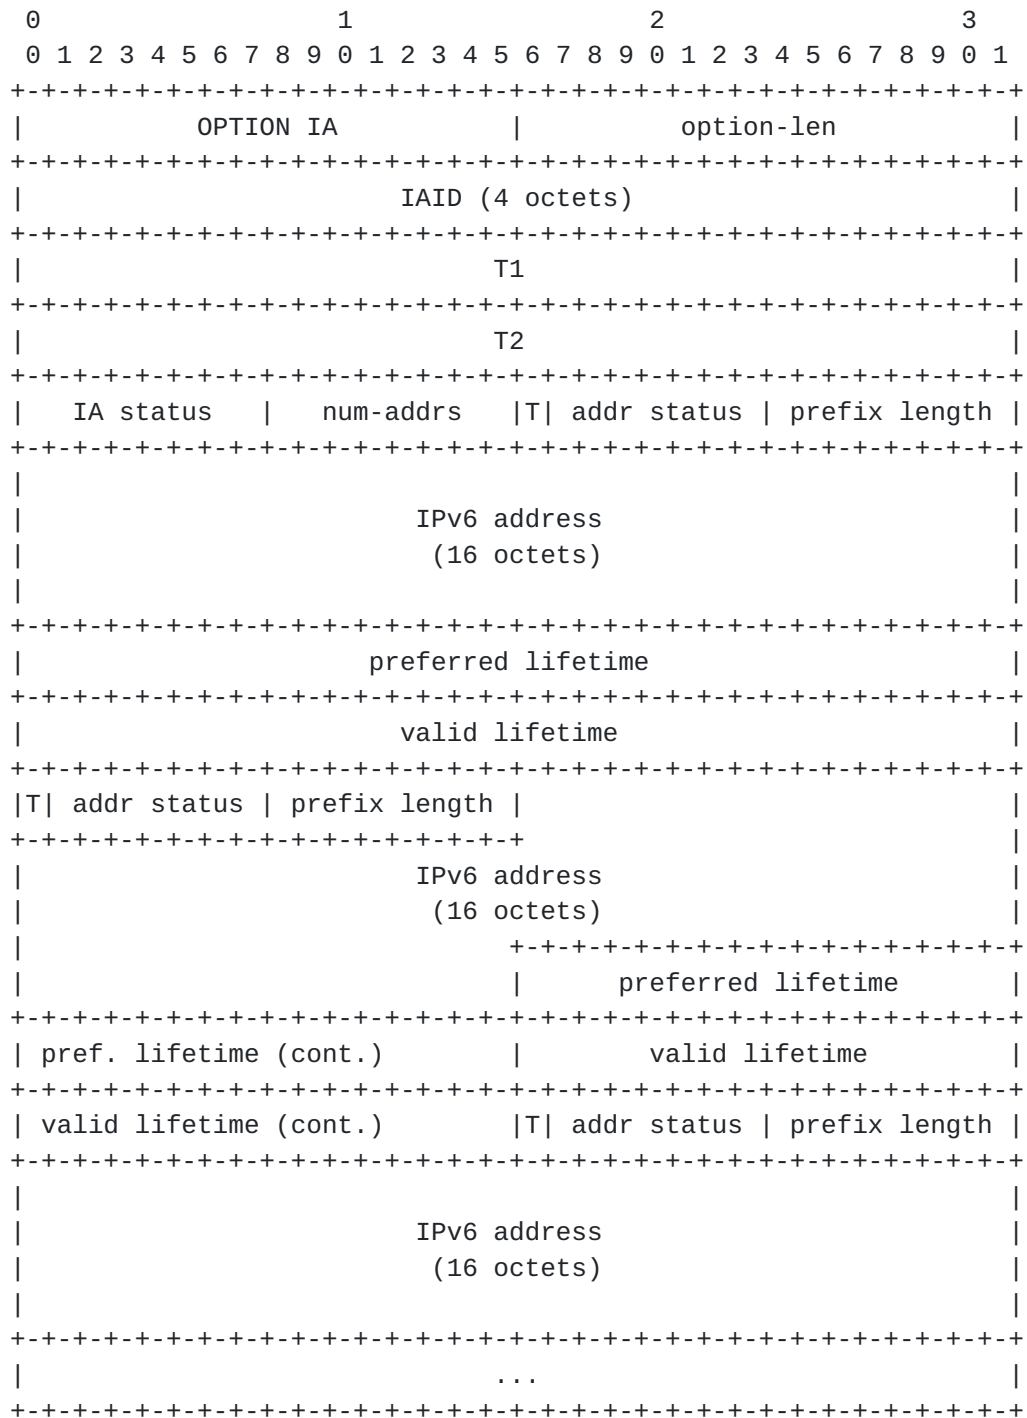 0                   1                   2                   3
 0 1 2 3 4 5 6 7 8 9 0 1 2 3 4 5 6 7 8 9 0 1 2 3 4 5 6 7 8 9 0 1
+-+-+-+-+-+-+-+-+-+-+-+-+-+-+-+-+-+-+-+-+-+-+-+-+-+-+-+-+-+-+-+-+
|           OPTION IA           |          option-len           |
+-+-+-+-+-+-+-+-+-+-+-+-+-+-+-+-+-+-+-+-+-+-+-+-+-+-+-+-+-+-+-+-+
|                        IAID (4 octets)                        |
+-+-+-+-+-+-+-+-+-+-+-+-+-+-+-+-+-+-+-+-+-+-+-+-+-+-+-+-+-+-+-+-+
|                              T1                               |
+-+-+-+-+-+-+-+-+-+-+-+-+-+-+-+-+-+-+-+-+-+-+-+-+-+-+-+-+-+-+-+-+
|                              T2                               |
+-+-+-+-+-+-+-+-+-+-+-+-+-+-+-+-+-+-+-+-+-+-+-+-+-+-+-+-+-+-+-+-+
|   IA status   |   num-addrs   |T| addr status | prefix length |
+-+-+-+-+-+-+-+-+-+-+-+-+-+-+-+-+-+-+-+-+-+-+-+-+-+-+-+-+-+-+-+-+
|                                                               |
|                         IPv6 address                          |
|                          (16 octets)                          |
|                                                               |
+-+-+-+-+-+-+-+-+-+-+-+-+-+-+-+-+-+-+-+-+-+-+-+-+-+-+-+-+-+-+-+-+
|                      preferred lifetime                       |
+-+-+-+-+-+-+-+-+-+-+-+-+-+-+-+-+-+-+-+-+-+-+-+-+-+-+-+-+-+-+-+-+
|                        valid lifetime                         |
+-+-+-+-+-+-+-+-+-+-+-+-+-+-+-+-+-+-+-+-+-+-+-+-+-+-+-+-+-+-+-+-+
|T| addr status | prefix length |                               |
+-+-+-+-+-+-+-+-+-+-+-+-+-+-+-+-+                               |
|                         IPv6 address                          |
|                          (16 octets)                          |
|                               +-+-+-+-+-+-+-+-+-+-+-+-+-+-+-+-+
|                               |      preferred lifetime       |
+-+-+-+-+-+-+-+-+-+-+-+-+-+-+-+-+-+-+-+-+-+-+-+-+-+-+-+-+-+-+-+-+
| pref. lifetime (cont.)        |        valid lifetime         |
+-+-+-+-+-+-+-+-+-+-+-+-+-+-+-+-+-+-+-+-+-+-+-+-+-+-+-+-+-+-+-+-+
| valid lifetime (cont.)        |T| addr status | prefix length |
+-+-+-+-+-+-+-+-+-+-+-+-+-+-+-+-+-+-+-+-+-+-+-+-+-+-+-+-+-+-+-+-+
|                                                               |
|                         IPv6 address                          |
|                          (16 octets)                          |
|                                                               |
+-+-+-+-+-+-+-+-+-+-+-+-+-+-+-+-+-+-+-+-+-+-+-+-+-+-+-+-+-+-+-+-+
|                              ...                              |
+-+-+-+-+-+-+-+-+-+-+-+-+-+-+-+-+-+-+-+-+-+-+-+-+-+-+-+-+-+-+-+-+